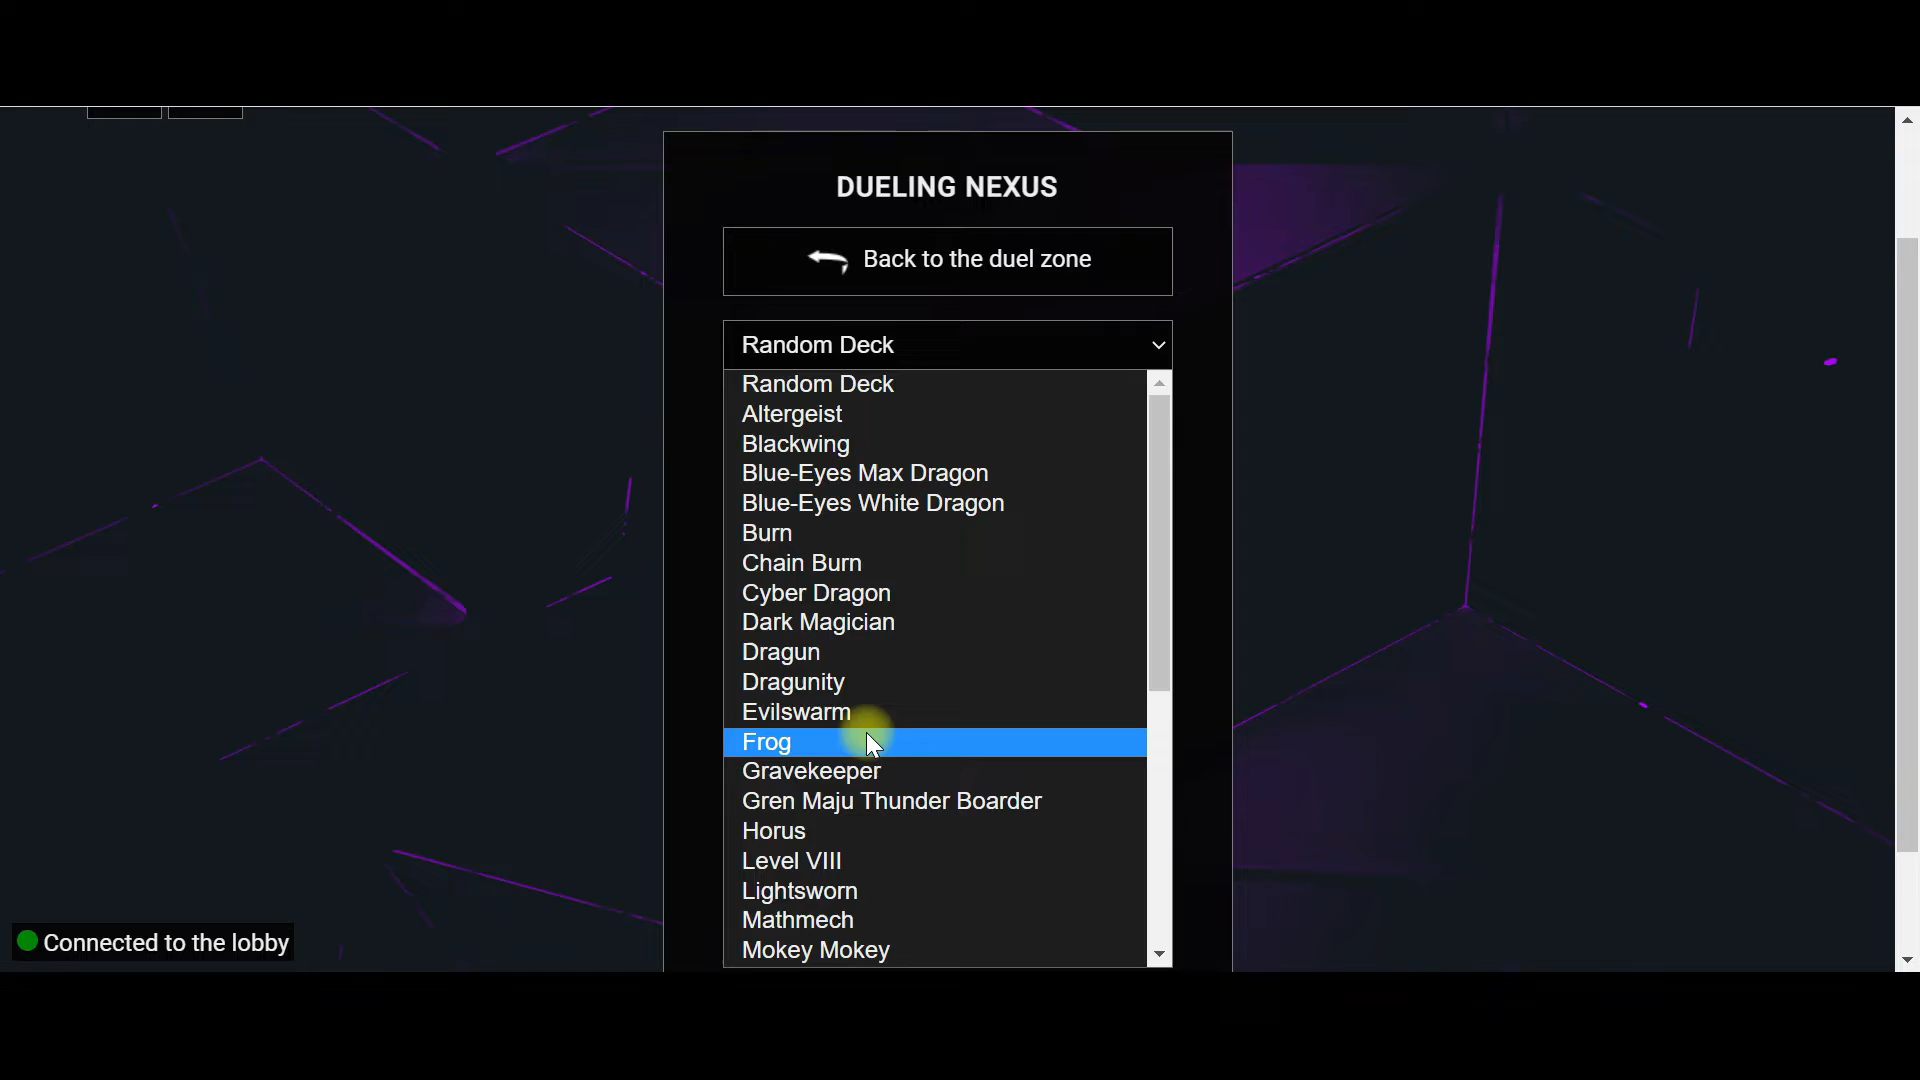 DUELING NEXUS
Back to the duel zone
Random Deck
Random Deck
Altergeist
Blackwing
Blue-Eyes Max Dragon
Blue-Eyes White Dragon
Burn
Chain Burn
Cyber Dragon
Dark Magician
Dragun
Dragunity
Evilswarm
Frog
Gravekeeper
Gren Maju Thunder Boarder
Horus
Level VIII
Lightsworn
Mathmech
Mokey Mokey
Connected to the lobby